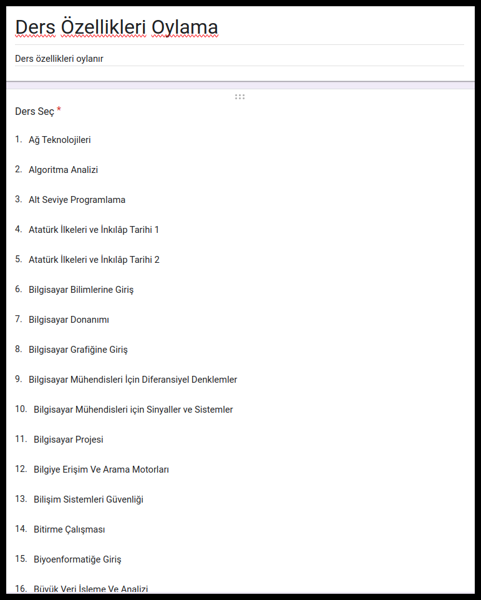 Ders Özellikleri Oylama
Ders özellikleri oylanır
Ders Seç *
1. Ağ Teknolojileri
2. Algoritma Analizi
3. Alt Seviye Programlama
4. Atatürk İlkeleri ve İnkılâp Tarihi 1
5. Atatürk İlkeleri ve İnkılâp Tarihi 2
6. Bilgisayar Bilimlerine Giriş
7. Bilgisayar Donanımı
8. Bilgisayar Grafiğine Giriş
9. Bilgisayar Mühendisleri İçin Diferansiyel Denklemler
10. Bilgisayar Mühendisleri için Sinyaller ve Sistemler
11. Bilgisayar Projesi
12. Bilgiye Erişim Ve Arama Motorları
13. Bilişim Sistemleri Güvenliği
14. Bitirme Çalışması
15. Biyoenformatiğe Giriş
16. Büyük Veri İşleme Ve Analizi